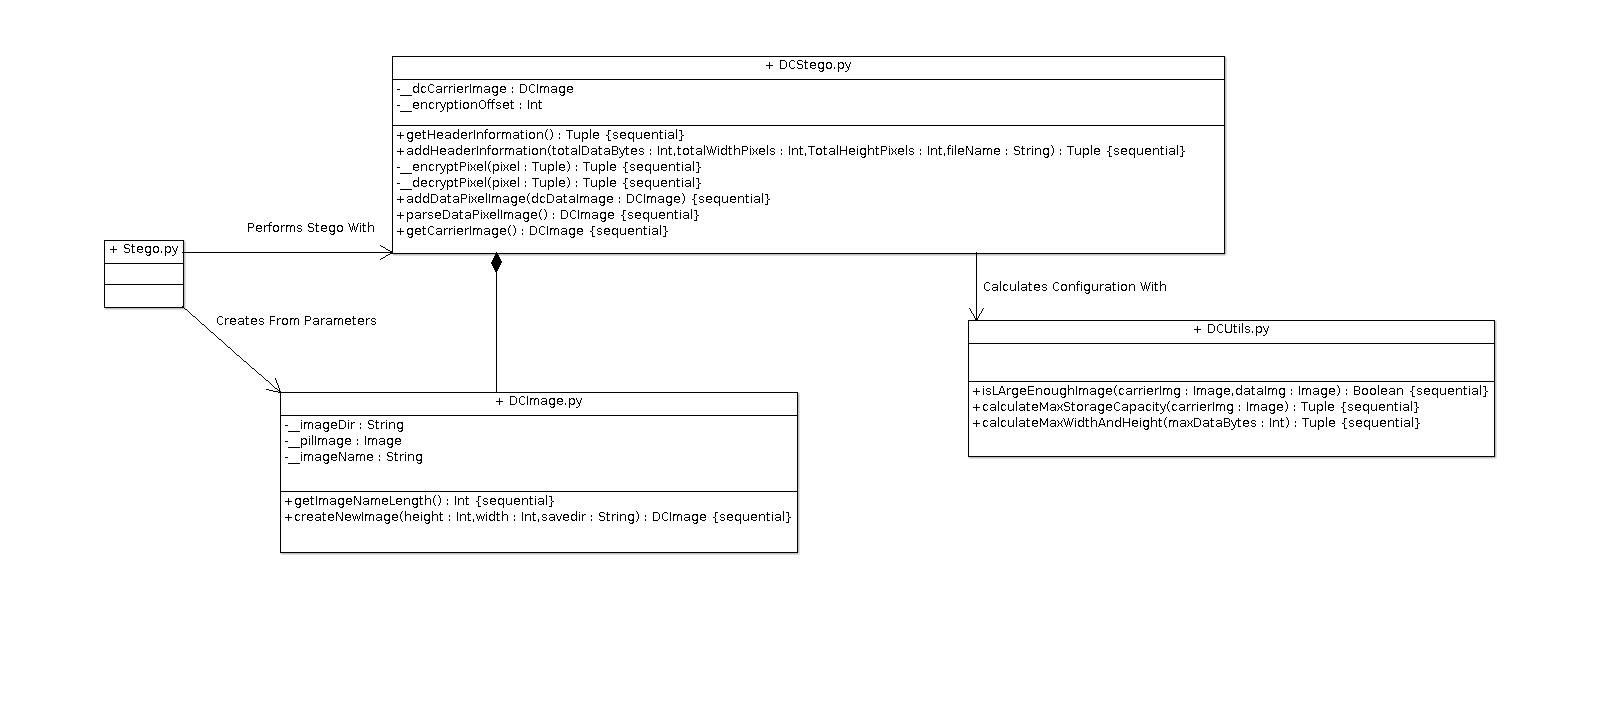 + DCStego.py
-__dcCarrierImage : DCImage
-__encryptionOffset : Int
+getHeaderInformation() : Tuple {sequential}
+addHeaderInformation(totalDataBytes : Int,totalWidthPixels : Int,TotalHeightPixels : Int,fileName : String) : Tuple {sequential}
-__encryptPixel(pixel : Tuple) : Tuple {sequential}
-__decryptPixel(pixel : Tuple) : Tuple {sequential}
+addDataPixelImage(dcDataImage : DCImage) {sequential}
+parseDataPixelImage() : DCImage {sequential}
+getCarrierImage() : DCImage {sequential}
Performs Stego With
+ Stego.py
Creates From Parameters
Calculates Configuration With
+ DCUtils.py
+isLArgeEnoughImage(carrierImg : Image,dataImg : Image) : Boolean {sequential}
+calculateMaxStorageCapacity(carrierImg : Image) : Tuple {sequential}
+calculateMaxWidthAndHeight(maxDataBytes : Int) : Tuple {sequential}
+ DCImage.py
-__imageDir : String
-__pilImage : Image
-__imageName : String
+getImageNameLength() : Int {sequential}
+createNewImage(height : Int,width : Int,savedir : String) : DCImage {sequential}